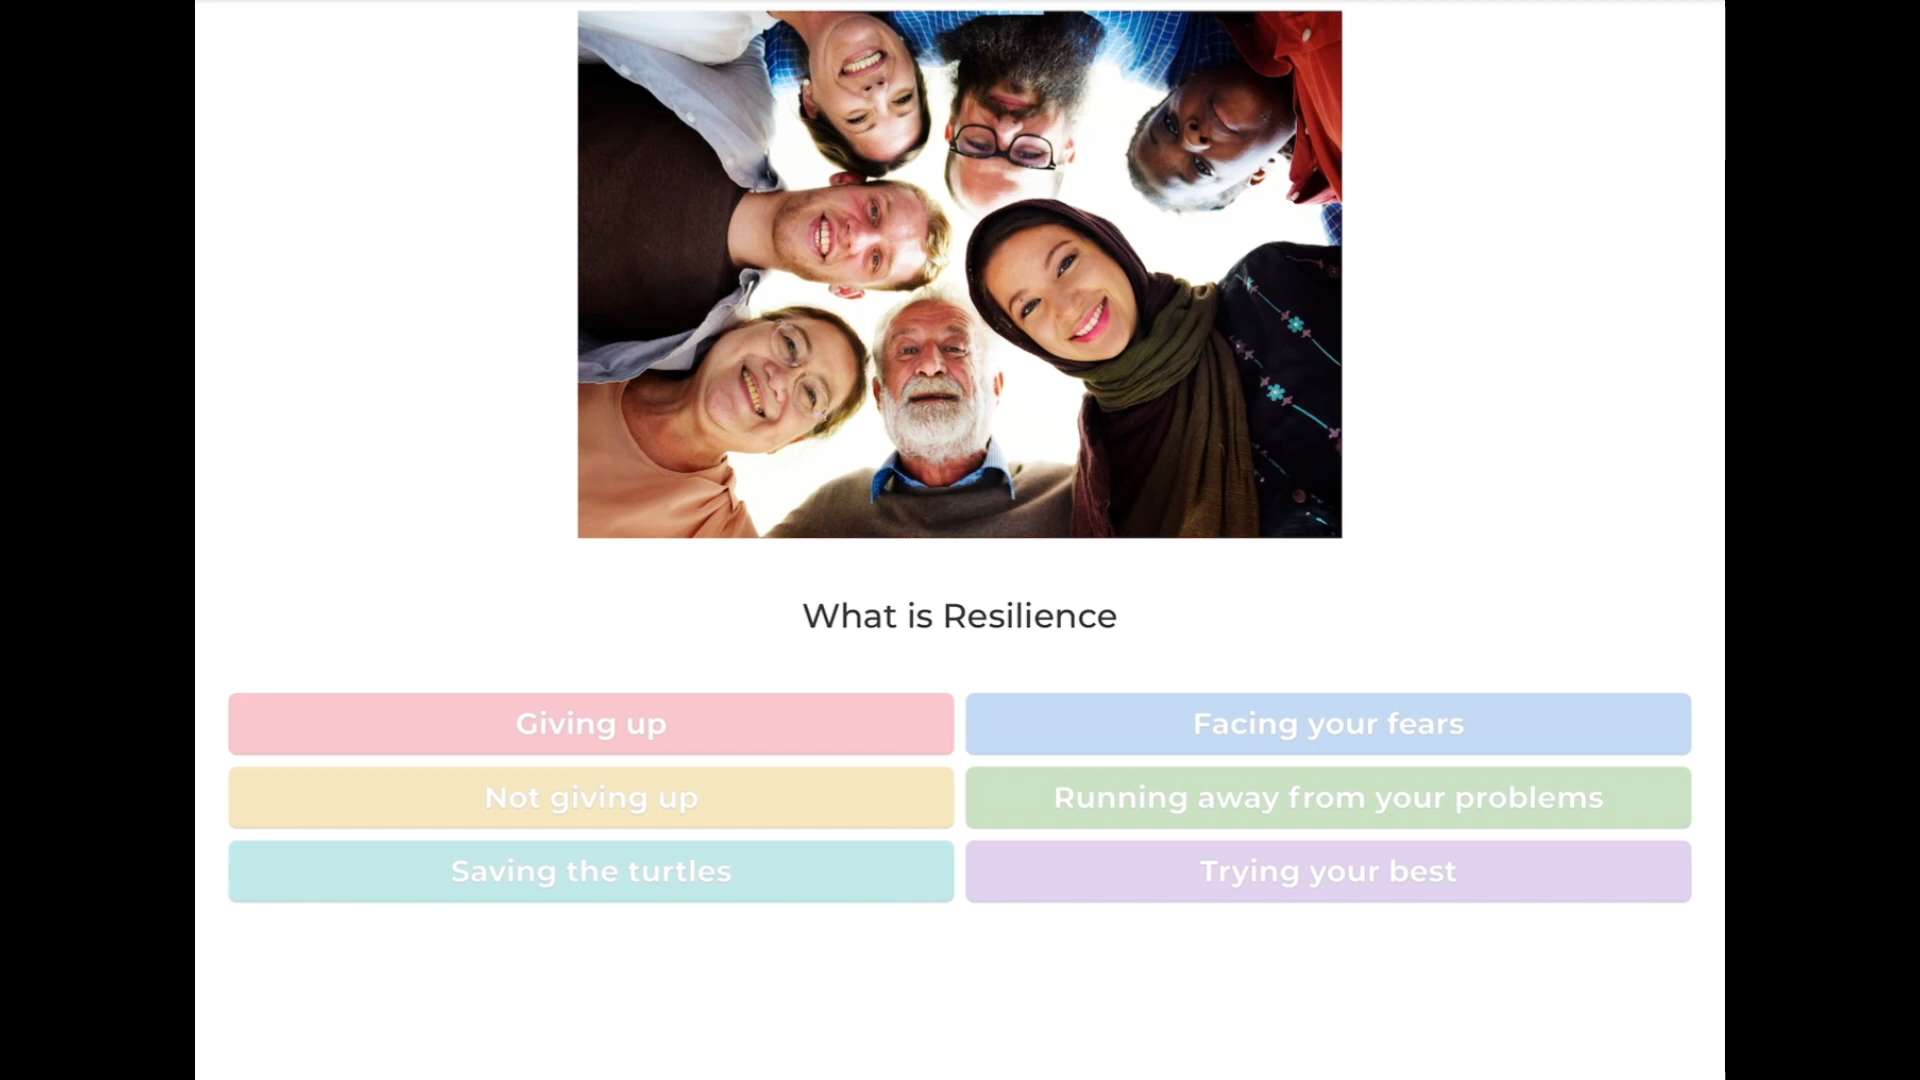 What is Resilience
Giving up
Facing your fears
Not giving up
Running away from your problems
Saving the turtles
Trying your best